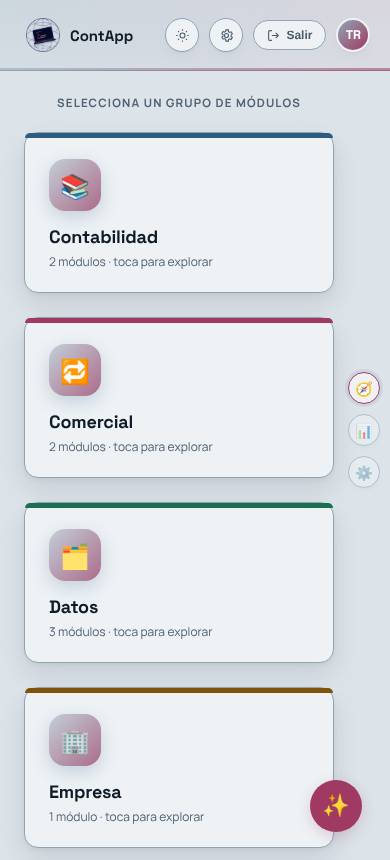 ContApp
Salir
TR
SELECCIONA UN GRUPO DE MÓDULOS
Contabilidad
2 módulos · toca para explorar
Comercial
2 módulos · toca para explorar
Datos
3 módulos · toca para explorar
Empresa
1 módulo · toca para explorar